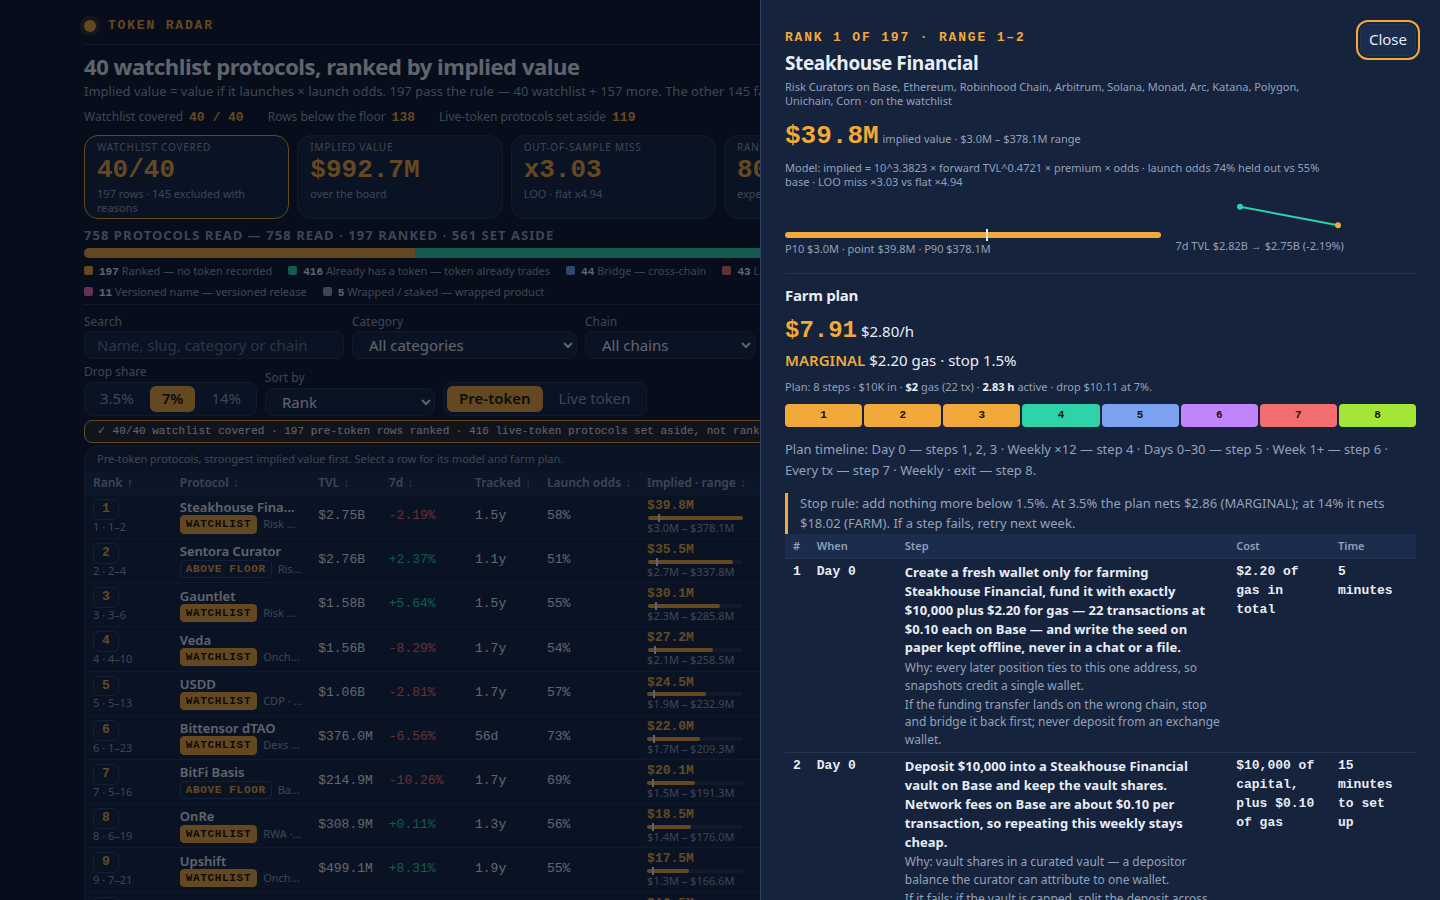 TOKEN RADAR
40 watchlist protocols, ranked by implied value
Implied value = value if it launches × launch odds. 197 pass the rule — 40 watchlist + 157 more. The other 145
Watchlist covered 40 / 40 Rows below the floor 138 Live-token protocols set aside 119
WATCHLIST COVERED
40/40
197 rows · 145 excluded with
reasons
IMPLIED VALUE
$992.7M
over the board
OUT-OF-SAMPLE MISS
x3.03
LOO · flat x4.94
758 PROTOCOLS READ — 758 READ · 197 RANKED · 561 SET ASIDE
197 Ranked — no token recorded 416 Already has a token — token already trades 44 Bridge — cross-chain 43
11 Versioned name — versioned release 5 Wrapped / staked — wrapped product
Search Category Chain
Name, slug, category or chain All categories All chains
Drop share Sort by
3.5% 7% 14% Rank Pre-token Live token
✓ 40/40 watchlist covered · 197 pre-token rows ranked · 416 live-token protocols set aside, not rank
Pre-token protocols, strongest implied value first. Select a row for its model and farm plan.
Rank ↑ Protocol ↕ TVL ↕ 7d ↕ Tracked ↕ Launch odds ↕ Implied · range ↕
1 Steakhouse Fina... $2.75B -2.19% 1.5y 58% $39.8M
1 · 1–2 WATCHLIST Risk ... $3.0M – $378.1M
2 Sentora Curator $2.76B +2.37% 1.1y 51% $35.5M
2 · 2–4 ABOVE FLOOR Ris... $2.7M – $337.8M
3 Gauntlet $1.58B +5.64% 1.5y 55% $30.1M
3 · 3–6 WATCHLIST Risk ... $2.3M – $285.8M
4 Veda $1.56B -8.29% 1.7y 54% $27.2M
4 · 4–10 WATCHLIST Onch... $2.1M – $258.5M
5 USDD $1.06B -2.81% 1.7y 57% $24.5M
5 · 5–13 WATCHLIST CDP · ... $1.9M – $232.9M
6 Bittensor dTAO $376.0M -6.56% 56d 73% $22.0M
6 · 1–23 WATCHLIST Dexs ... $1.7M – $209.3M
7 BitFi Basis $214.9M -10.26% 1.7y 69% $20.1M
7 · 5–16 ABOVE FLOOR Ba... $1.5M – $191.3M
8 OnRe $308.9M +0.11% 1.3y 56% $18.5M
8 · 6–19 WATCHLIST RWA ·... $1.4M – $176.0M
9 Upshift $499.1M +8.31% 1.9y 55% $17.5M
9 · 7–21 WATCHLIST Onch... $1.3M – $166.6M
RANK 1 OF 197 · RANGE 1–2
Close
Steakhouse Financial
Risk Curators on Base, Ethereum, Robinhood Chain, Arbitrum, Solana, Monad, Arc, Katana, Polygon,
Unichain, Corn · on the watchlist
$39.8M implied value · $3.0M – $378.1M range
Model: implied = 10^3.3823 × forward TVL^0.4721 × premium × odds · launch odds 74% held out vs 55%
base · LOO miss ×3.03 vs flat ×4.94
P10 $3.0M · point $39.8M · P90 $378.1M
7d TVL $2.82B → $2.75B (-2.19%)
Farm plan
$7.91 $2.80/h
MARGINAL $2.20 gas · stop 1.5%
Plan: 8 steps · $10K in · $2 gas (22 tx) · 2.83 h active · drop $10.11 at 7%.
1 2 3 4 5 6 7 8
Plan timeline: Day 0 — steps 1, 2, 3 · Weekly ×12 — step 4 · Days 0–30 — step 5 · Week 1+ — step 6 ·
Every tx — step 7 · Weekly · exit — step 8.
Stop rule: add nothing more below 1.5%. At 3.5% the plan nets $2.86 (MARGINAL); at 14% it nets
$18.02 (FARM). If a step fails, retry next week.
# When Step Cost Time
1 Day 0 Create a fresh wallet only for farming $2.20 of 5
Steakhouse Financial, fund it with exactly gas in minutes
$10,000 plus $2.20 for gas — 22 transactions at total
$0.10 each on Base — and write the seed on
paper kept offline, never in a chat or a file.
Why: every later position ties to this one address, so
snapshots credit a single wallet.
If the funding transfer lands on the wrong chain, stop
and bridge it back first; never deposit from an exchange
wallet.
2 Day 0 Deposit $10,000 into a Steakhouse Financial $10,000 of 15
vault on Base and keep the vault shares. capital, minutes
Network fees on Base are about $0.10 per plus $0.10 to set
transaction, so repeating this weekly stays of gas up
cheap.
Why: vault shares in a curated vault — a depositor
balance the curator can attribute to one wallet.
If it fails: if the vault is capped, split the deposit across